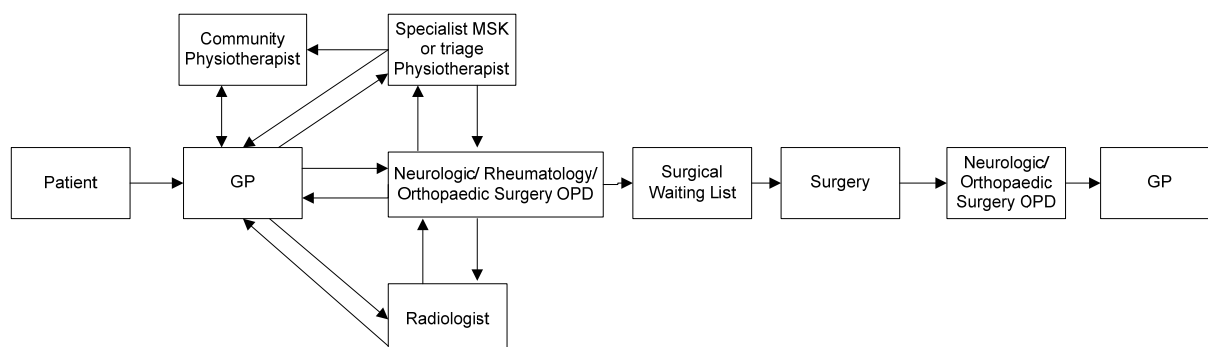 Community
Physiotherapist
Specialist MSK
or triage
Physiotherapist
Patient
GP
Neurologic/ Rheumatology/
Orthopaedic Surgery OPD
Surgical
Waiting List
Surgery
Neurologic/
Orthopaedic
Surgery OPD
GP
Radiologist